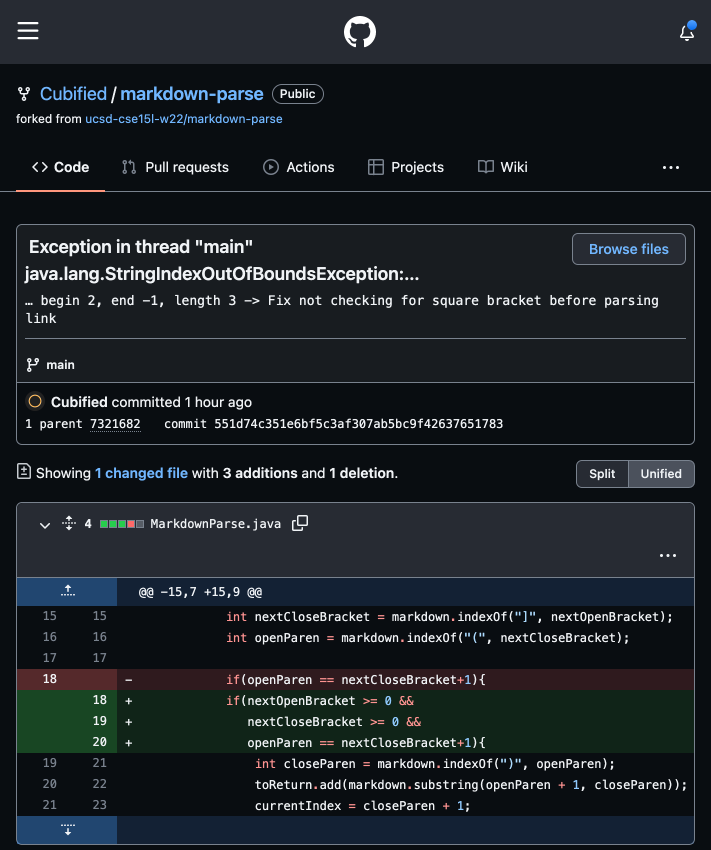 Cubified / markdown-parse Public
forked from ucsd-cse15l-w22/markdown-parse
<> Code Pull requests Actions Projects Wiki ...
Exception in thread "main"
java.lang.StringIndexOutOfBoundsException:...
Browse files
… begin 2, end -1, length 3 -> Fix not checking for square bracket before parsing
link
main
Cubified committed 1 hour ago
1 parent 7321682 commit 551d74c351e6bf5c3af307ab5bc9f42637651783
Showing 1 changed file with 3 additions and 1 deletion.
Split Unified
4 MarkdownParse.java
...
@@ -15,7 +15,9 @@
15 15 int nextCloseBracket = markdown.indexOf("]", nextOpenBracket);
16 16 int openParen = markdown.indexOf("(", nextCloseBracket);
17 17
18 - if(openParen == nextCloseBracket+1){
18 + if(nextOpenBracket >= 0 &&
19 + nextCloseBracket >= 0 &&
20 + openParen == nextCloseBracket+1){
19 21 int closeParen = markdown.indexOf(")", openParen);
20 22 toReturn.add(markdown.substring(openParen + 1, closeParen));
21 23 currentIndex = closeParen + 1;